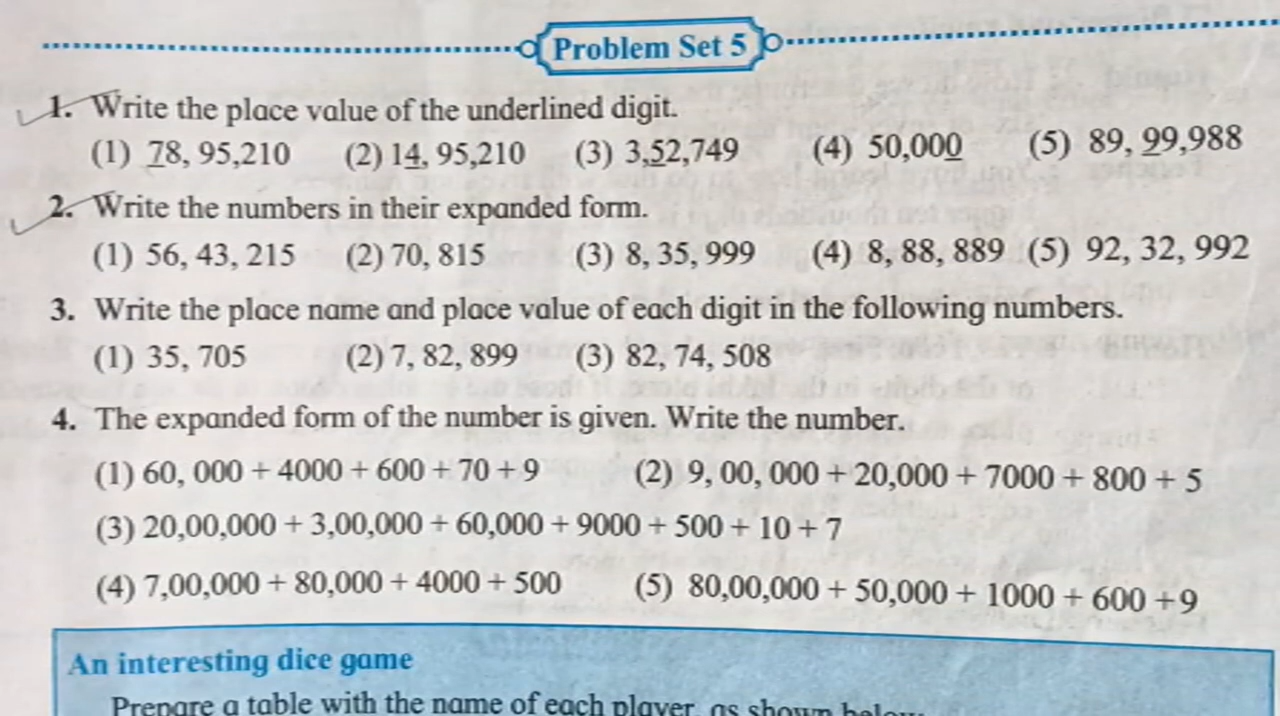 Problem Set 5
1. Write the place value of the underlined digit.
(1) 78, 95,210 (2) 14, 95,210 (3) 3,52,749 (4) 50,000 (5) 89, 99,988
2. Write the numbers in their expanded form.
(1) 56, 43, 215 (2) 70, 815 (3) 8, 35, 999 (4) 8, 88, 889 (5) 92, 32, 992
3. Write the place name and place value of each digit in the following numbers.
(1) 35, 705 (2) 7, 82, 899 (3) 82, 74, 508
4. The expanded form of the number is given. Write the number.
(1) 60, 000 + 4000 + 600 + 70 + 9 (2) 9, 00, 000 + 20,000 + 7000 + 800 + 5
(3) 20,00,000 + 3,00,000 + 60,000 + 9000 + 500 + 10 + 7
(4) 7,00,000 + 80,000 + 4000 + 500 (5) 80,00,000 + 50,000 + 1000 + 600 +9
An interesting dice game
Prepare a table with the name of each player, as shown below.